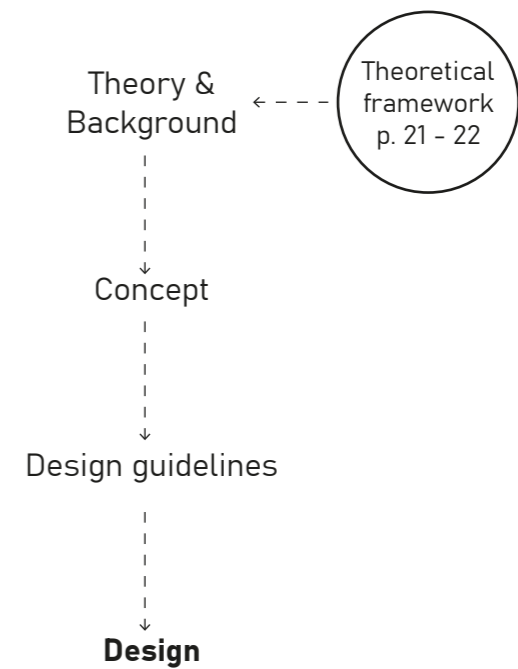 Theory &
Background
Theoretical
framework
p. 21 - 22
Concept
Design guidelines
Design